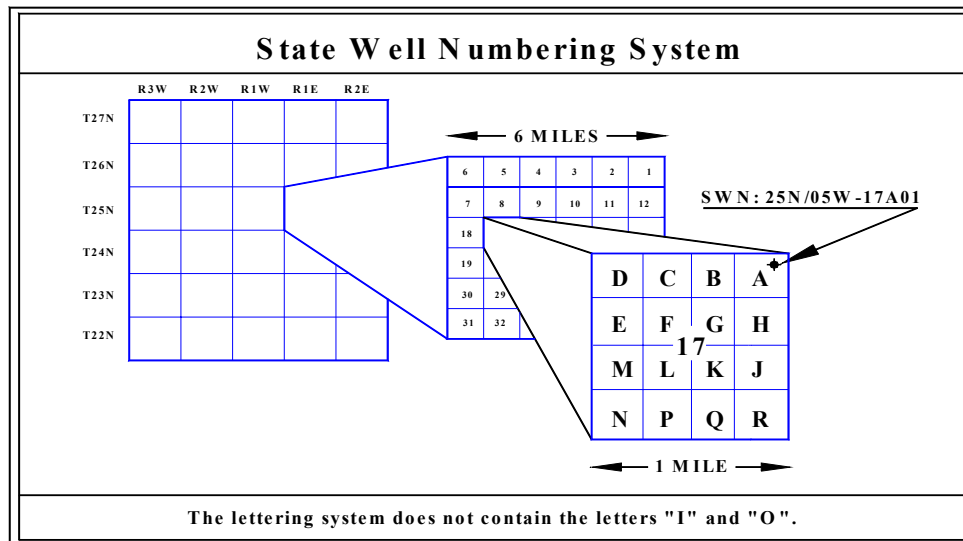 State Well Numbering System
R3W R2W R1W R1E R2E
T27N
T26N
T25N
T24N
T23N
T22N
6 MILES
6 5 4 3 2 1
7 8 9 10 11 12
18
19
30 29
31 32
SWN: 25N/05W-17A01
D C B A
E F G H
17
M L K J
N P Q R
1 MILE
The lettering system does not contain the letters "I" and "O".